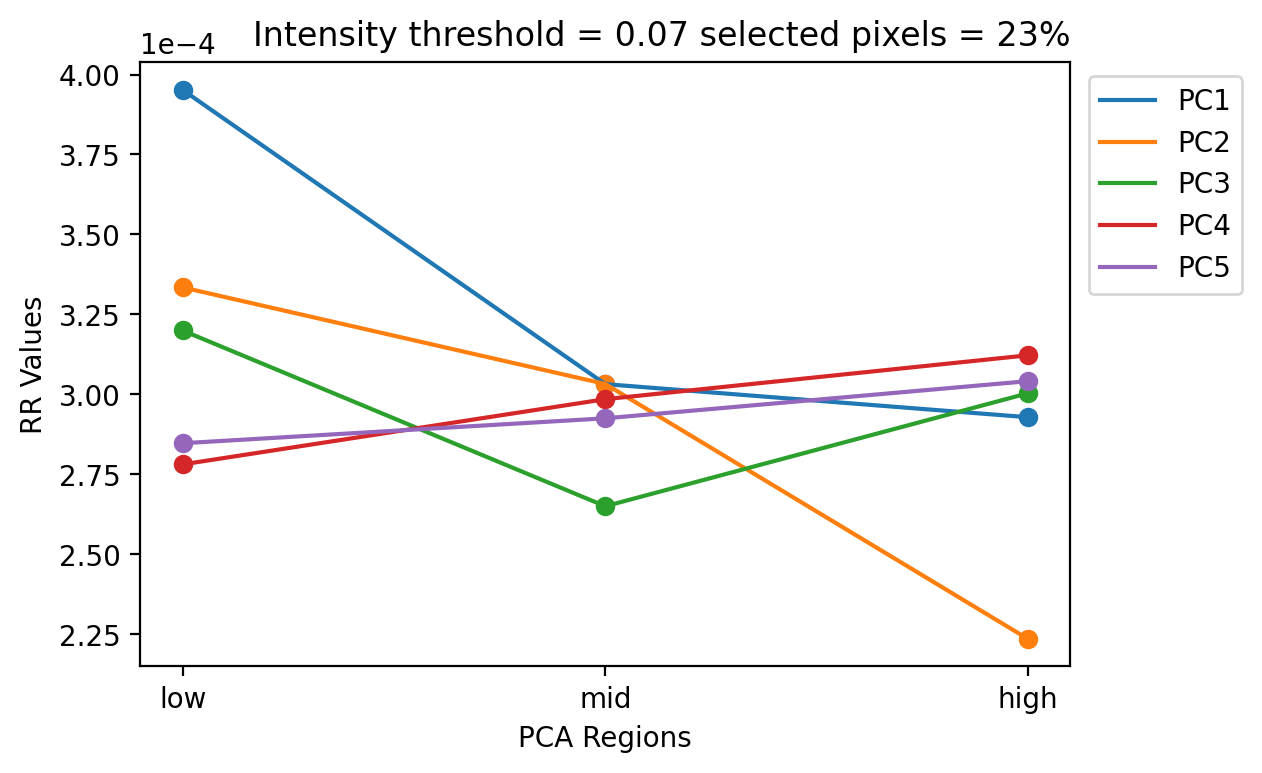 Intensity threshold = 0.07 selected pixels = 23%
1e−4
4.00
3.75
3.50
3.25
3.00
2.75
2.50
2.25
RR Values
low mid high
PCA Regions
PC1
PC2
PC3
PC4
PC5